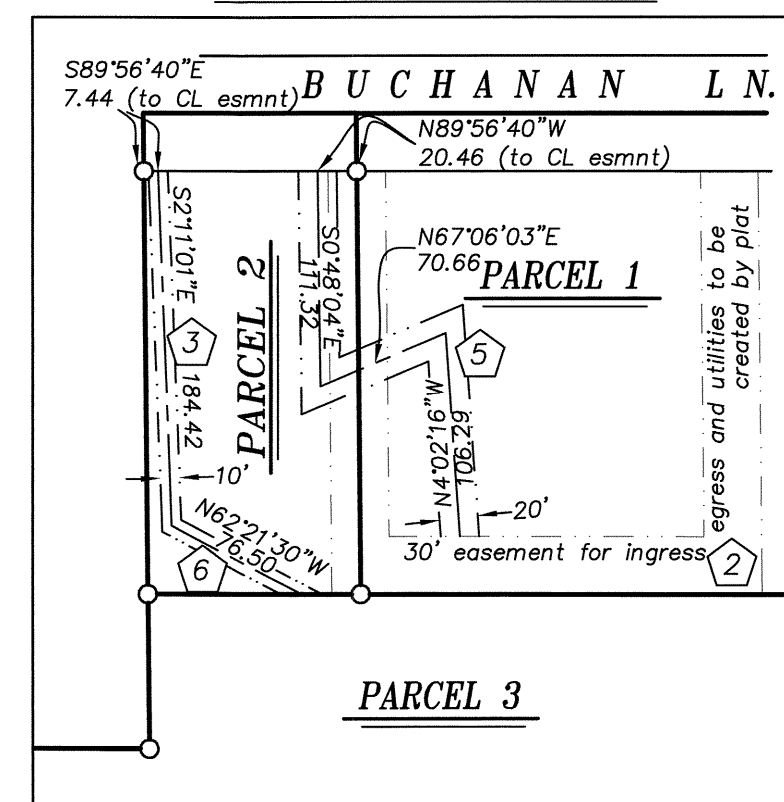 S89°56'40"E
7.44 (to CL esmnt)
BUCHANAN LN.
N89°56'40"W
20.46 (to CL esmnt)
S2°11'01"E
184.42
3
PARCEL 2
S0°48'04"E
111.32
N67°06'03"E
70.66
PARCEL 1
5
N4°02'16"W
106.29
egress and utilities to be
created by plat
10'
20'
N62°21'30"W
76.50
6
30' easement for ingress
2
PARCEL 3